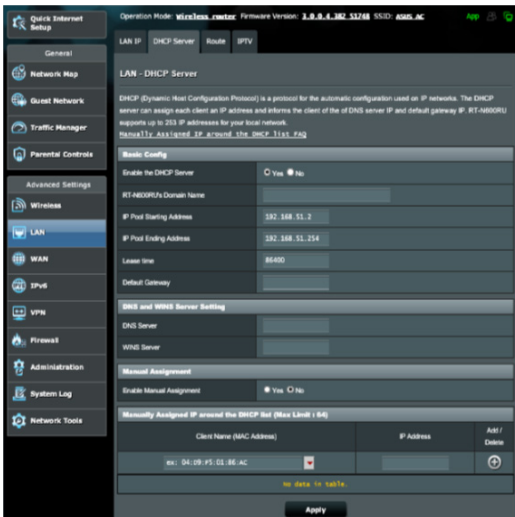 Quick Internet Setup
Operation Mode: Wireless router Firmware Version: 3.0.0.4.382_51748 SSID: ASUS_AC App
LAN IP DHCP Server Route IPTV
General
Network Map
Guest Network
Traffic Manager
Parental Controls
Advanced Settings
Wireless
LAN
WAN
IPv6
VPN
Firewall
Administration
System Log
Network Tools
LAN - DHCP Server
DHCP (Dynamic Host Configuration Protocol) is a protocol for the automatic configuration used on IP networks. The DHCP
server can assign each client an IP address and informs the client of the of DNS server IP and default gateway IP. RT-N600RU
supports up to 253 IP addresses for your local network.
Manually Assigned IP around the DHCP list FAQ
Basic Config
Enable the DHCP Server Yes No
RT-N600RU's Domain Name
IP Pool Starting Address 192.168.51.2
IP Pool Ending Address 192.168.51.254
Lease time 86400
Default Gateway
DNS and WINS Server Setting
DNS Server
WINS Server
Manual Assignment
Enable Manual Assignment Yes No
Manually Assigned IP around the DHCP list (Max Limit : 64)
Client Name (MAC Address) IP Address Add / Delete
ex: 04:D9:F5:D1:86:AC
No data in table.
Apply